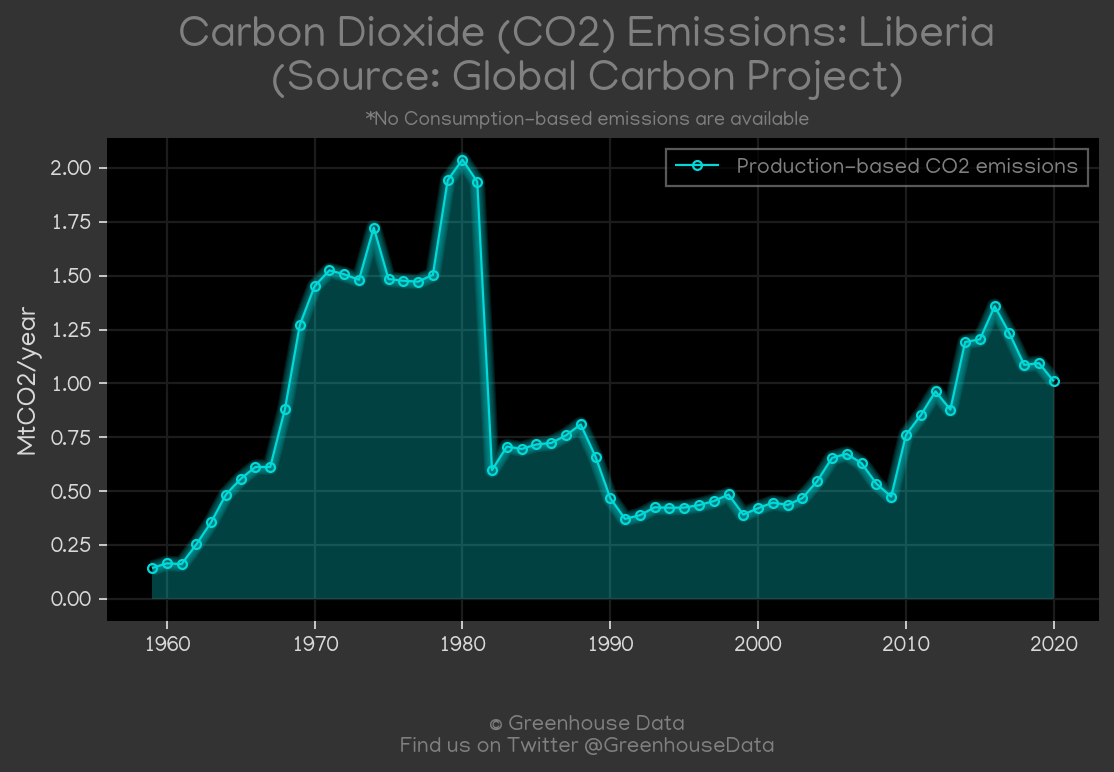 Carbon Dioxide (CO2) Emissions: Liberia
(Source: Global Carbon Project)
*No Consumption-based emissions are available
Production-based CO2 emissions
MtCO2/year
2.00
1.75
1.50
1.25
1.00
0.75
0.50
0.25
0.00
1960 1970 1980 1990 2000 2010 2020
© Greenhouse Data
Find us on Twitter @GreenhouseData